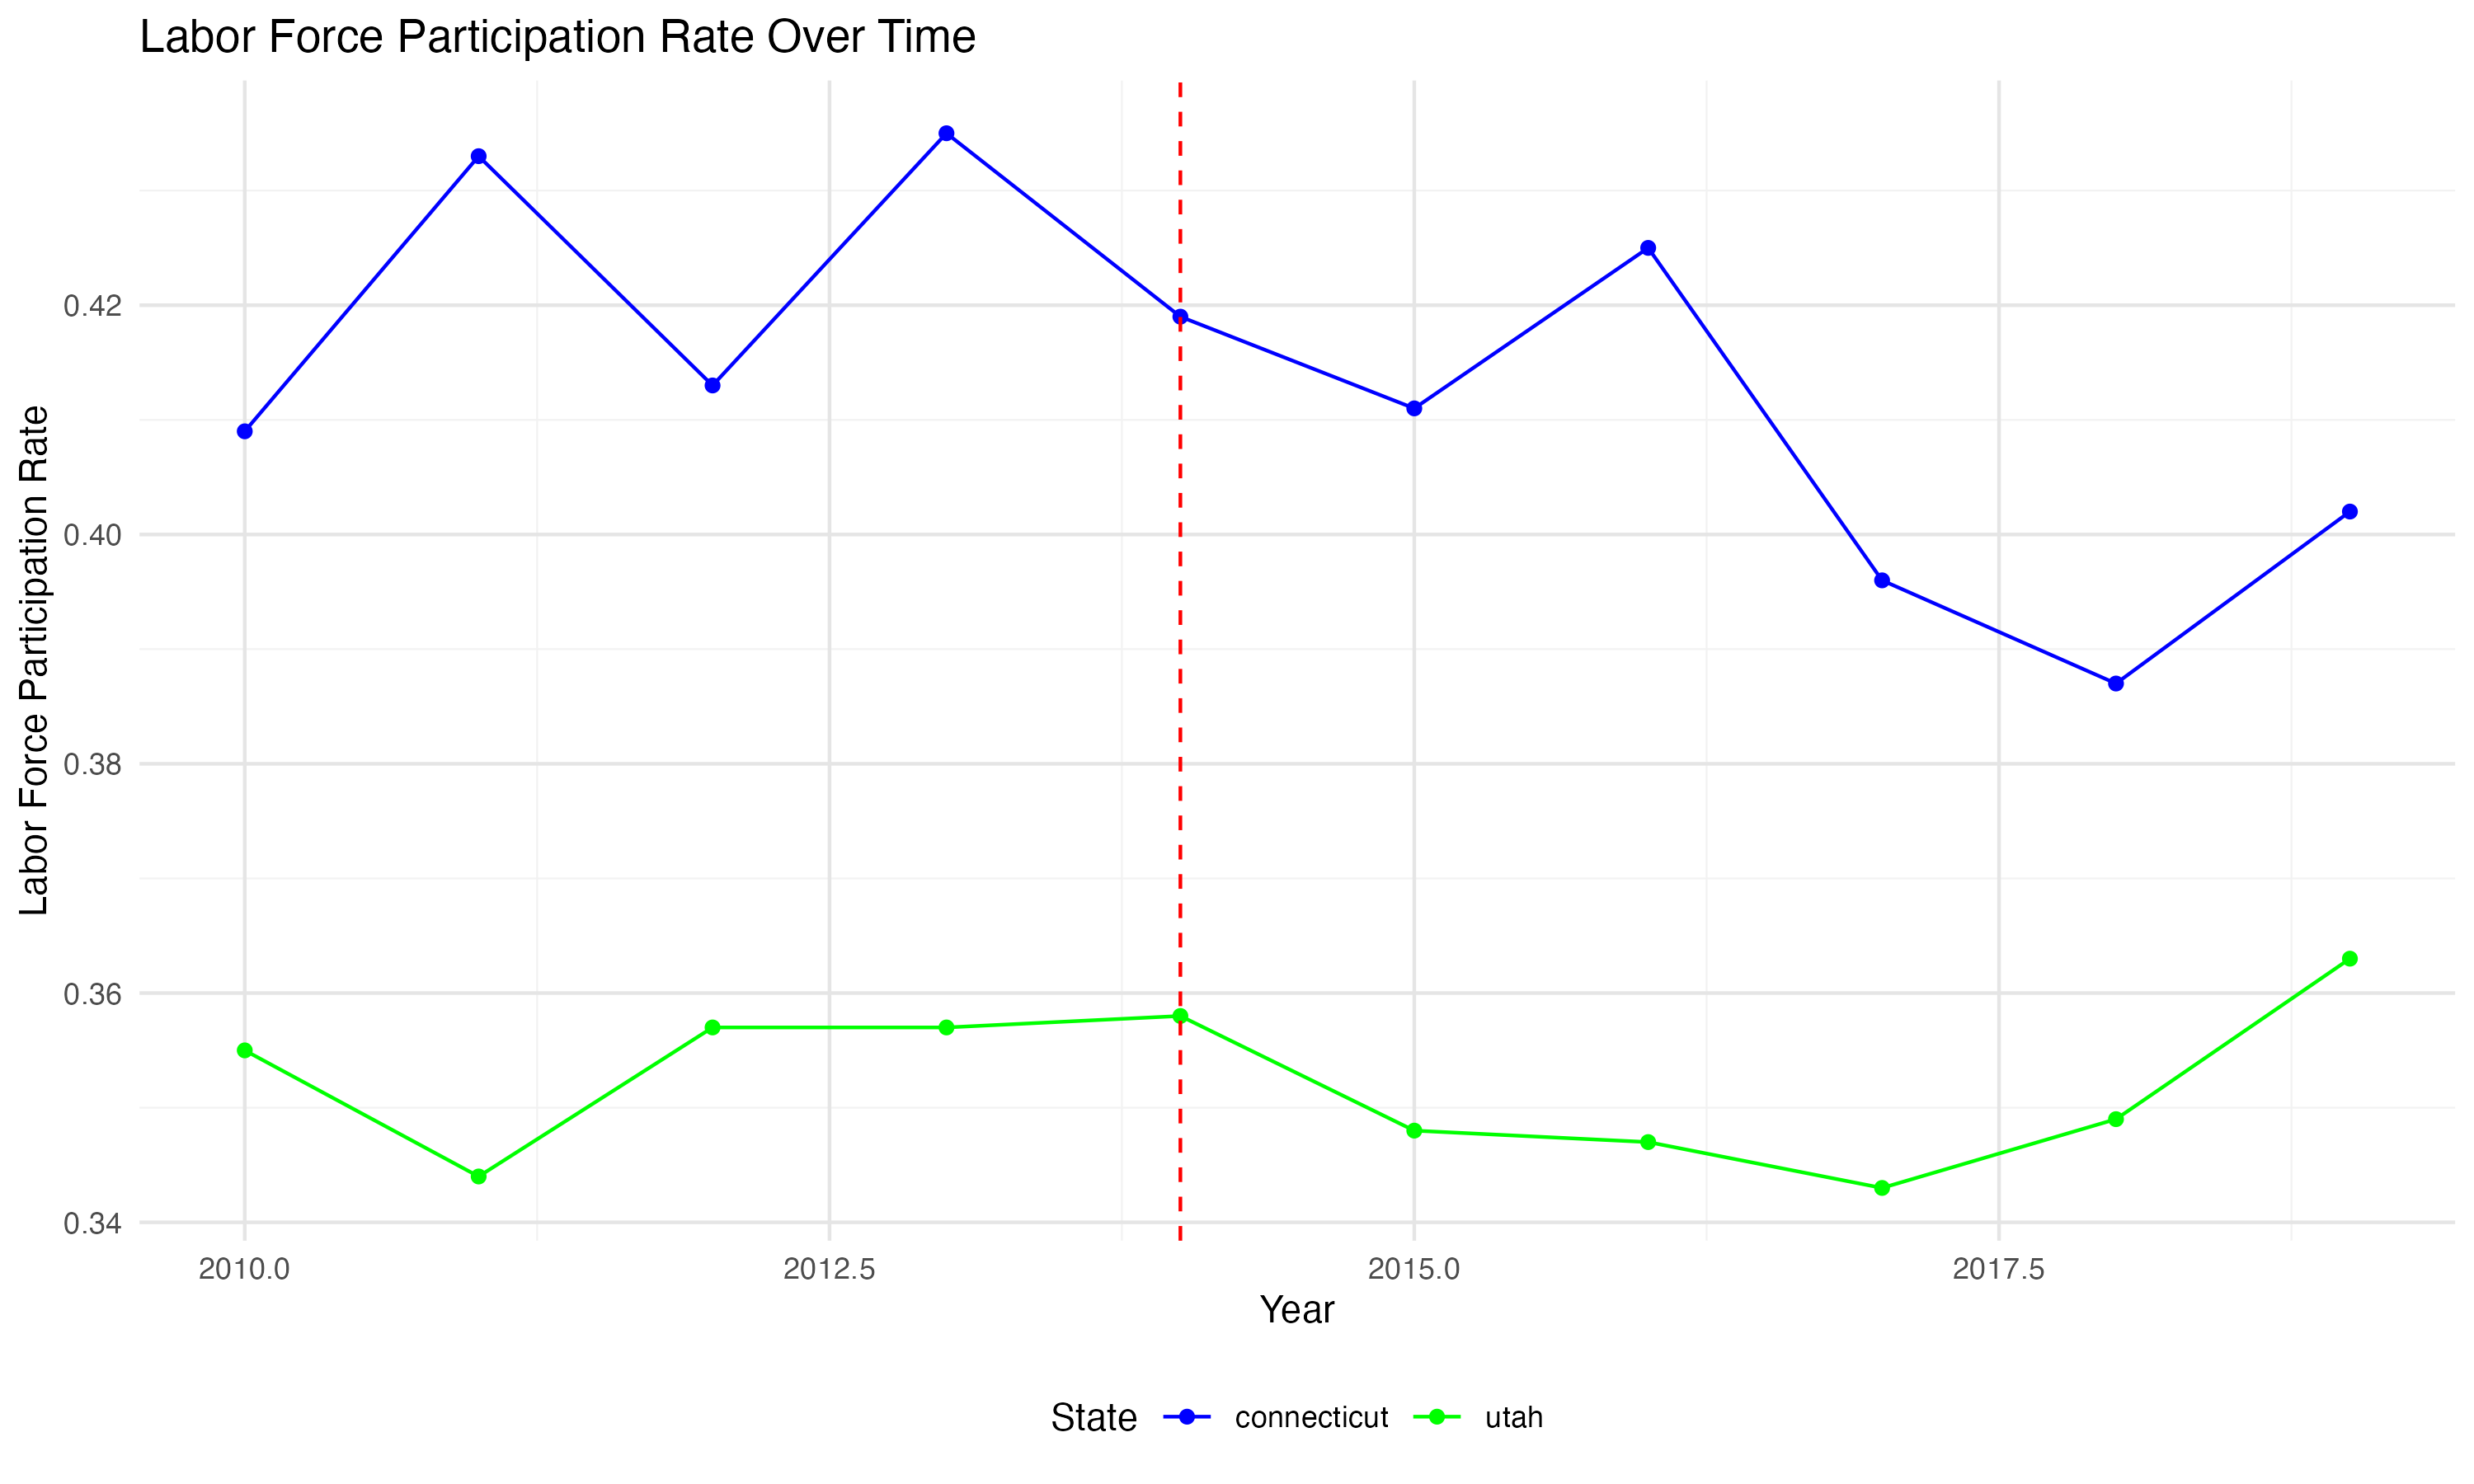 Labor Force Participation Rate Over Time
Labor Force Participation Rate
0.42
0.40
0.38
0.36
0.34
2010.0 2012.5 2015.0 2017.5
Year
State connecticut utah